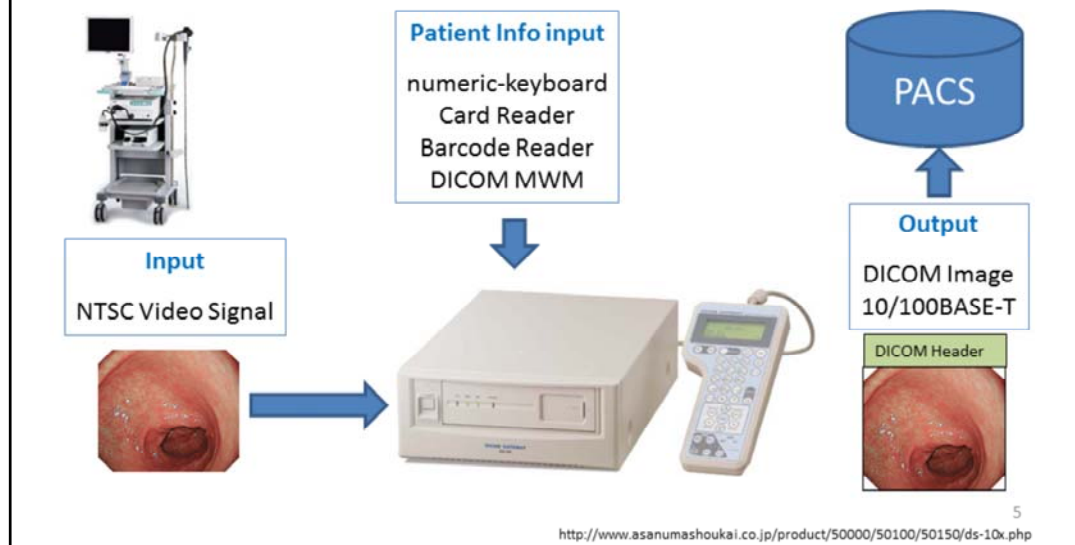 Patient Info input
numeric-keyboard
Card Reader
Barcode Reader
DICOM MWM
PACS
Input
NTSC Video Signal
Output
DICOM Image
10/100BASE-T
DICOM Header
5
http://www.asanumashoukai.co.jp/product/50000/50100/50150/ds-10x.php